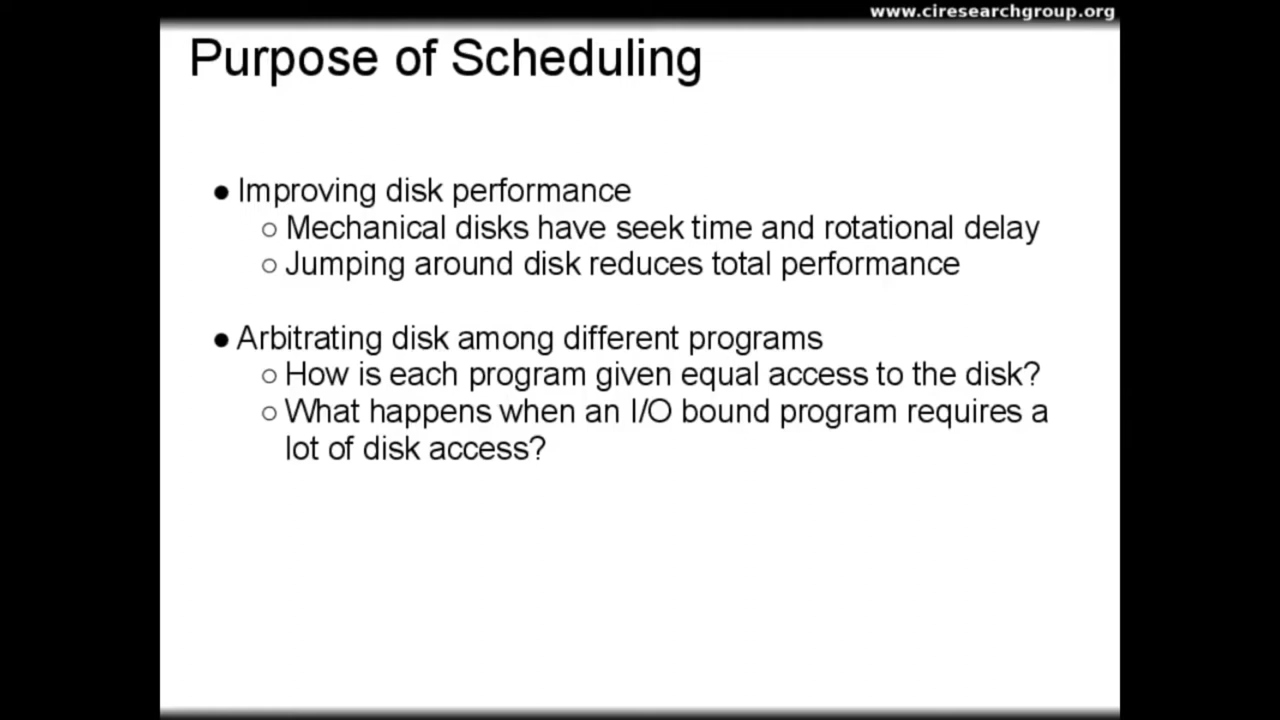 www.ciresearchgroup.org
Purpose of Scheduling
● Improving disk performance
○ Mechanical disks have seek time and rotational delay
○ Jumping around disk reduces total performance
● Arbitrating disk among different programs
○ How is each program given equal access to the disk?
○ What happens when an I/O bound program requires a
lot of disk access?